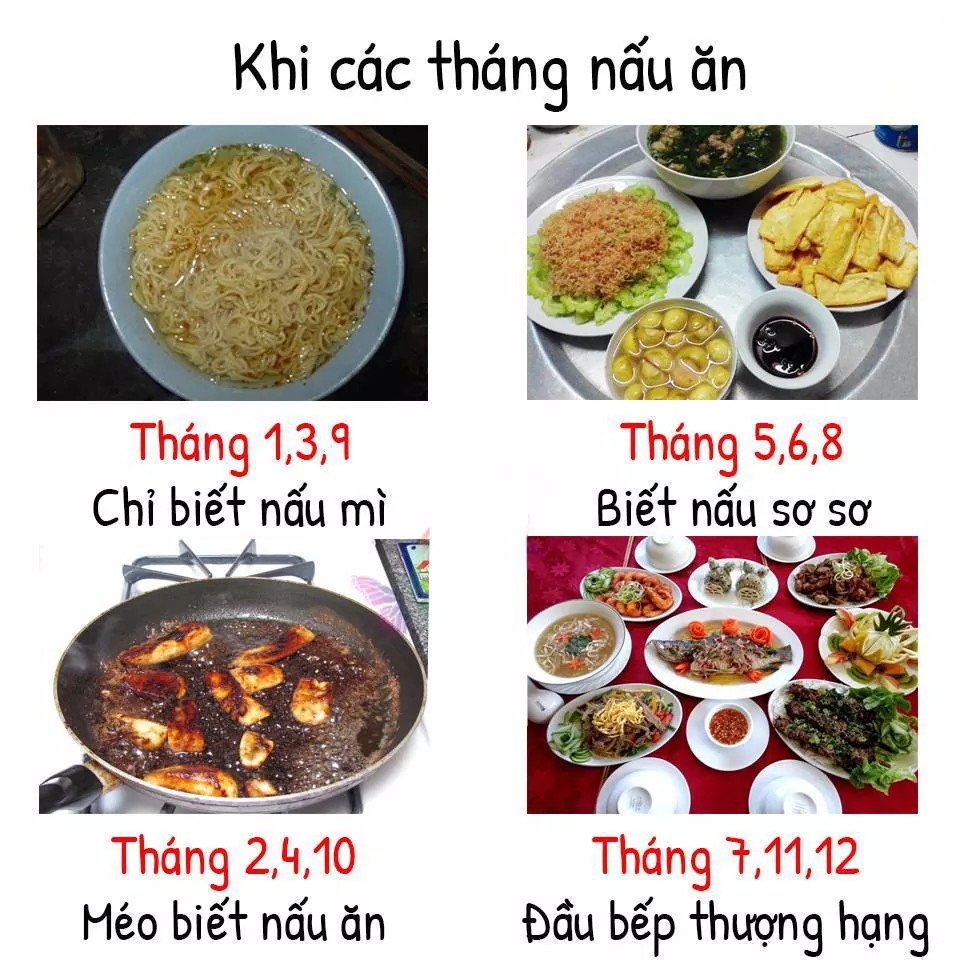 Khi các tháng nấu ăn
Tháng 1,3,9
Chỉ biết nấu mì
Tháng 5,6,8
Biết nấu sơ sơ
Tháng 2,4,10
Méo biết nấu ăn
Tháng 7,11,12
Đầu bếp thượng hạng